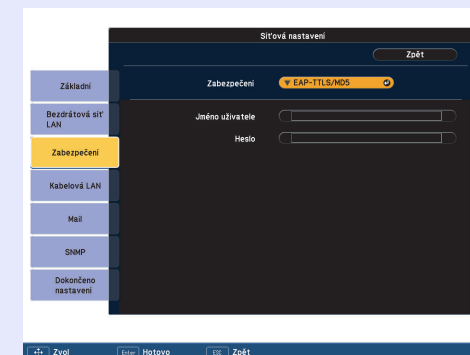 Síťová nastavení
Zpět
Základní
Bezdrátová síť
LAN
Zabezpečení
Kabelová LAN
Mail
SNMP
Dokončeno
nastavení
Zabezpečení
EAP-TTLS/MD5
Jméno uživatele
Heslo
Zvol
Enter Hotovo
ESC Zpět